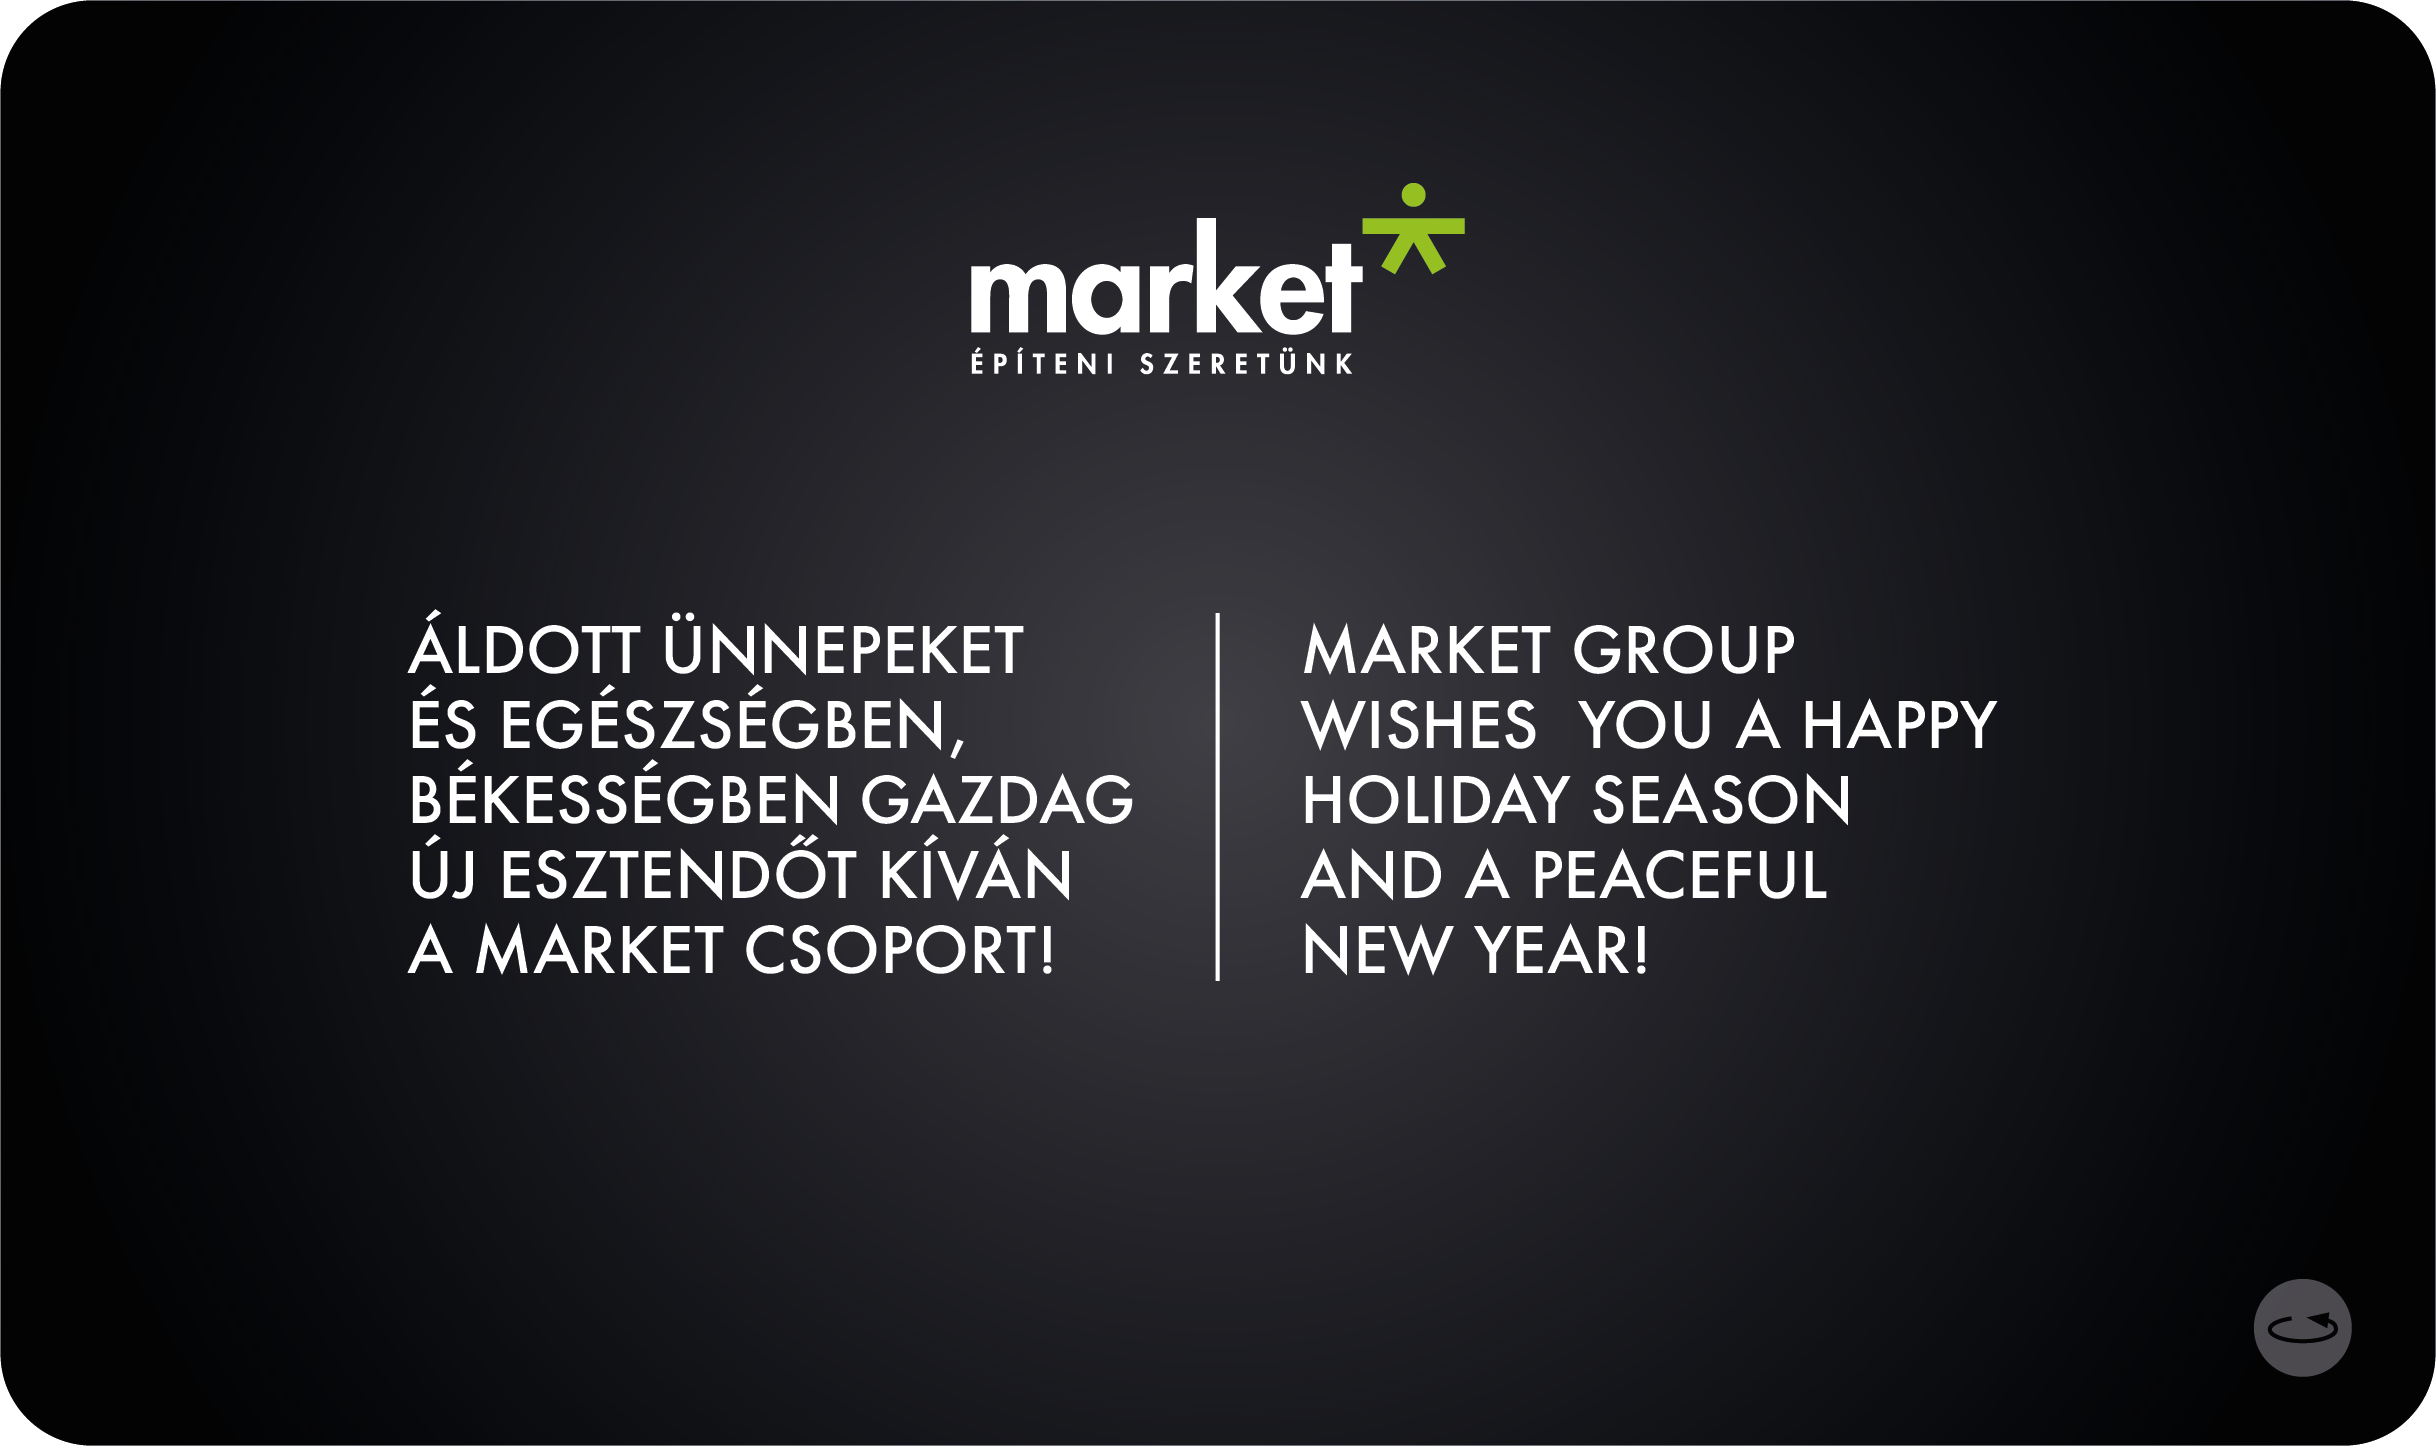 market
ÉPÍTENI SZERETÜNK
ÁLDOTT ÜNNEPEKET
ÉS EGÉSZSÉGBEN,
BÉKESSÉGBEN GAZDAG
ÚJ ESZTENDŐT KÍVÁN
A MARKET CSOPORT!
MARKET GROUP
WISHES  YOU A HAPPY
HOLIDAY SEASON
AND A PEACEFUL
NEW YEAR!